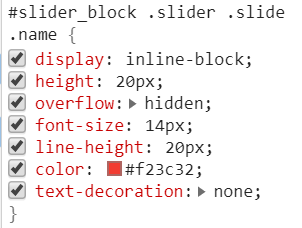 #slider_block .slider .slide
.name {
display: inline-block;
height: 20px;
overflow: hidden;
font-size: 14px;
line-height: 20px;
color: #f23c32;
text-decoration: none;
}